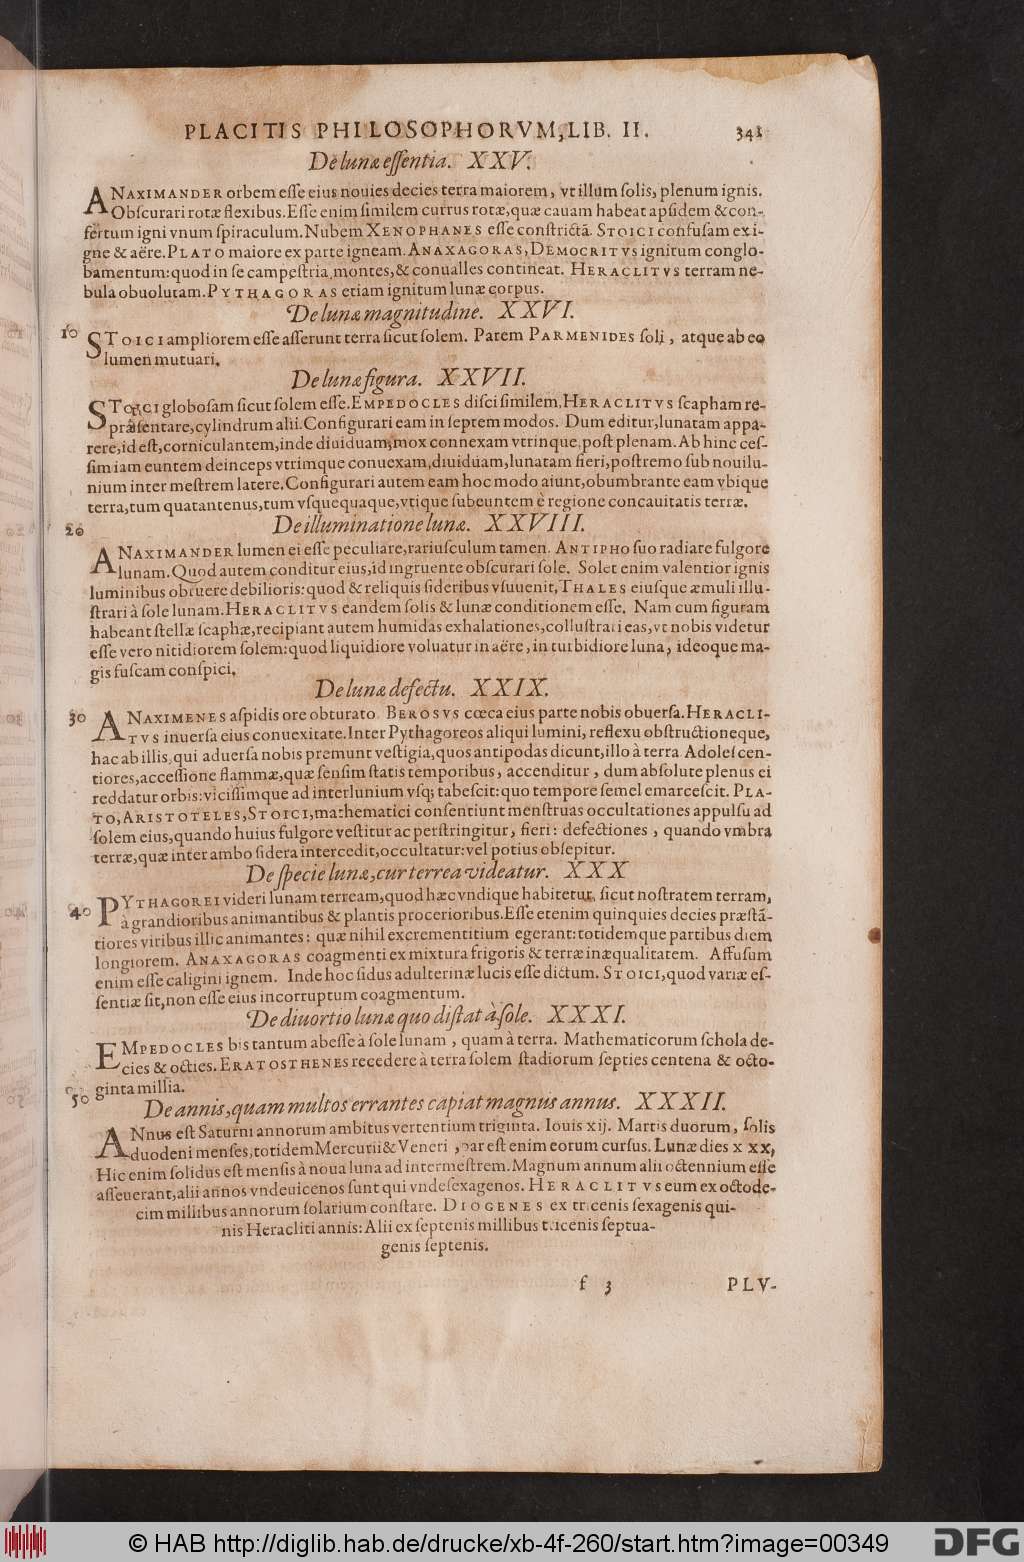 PLACITIS PHILOSOPHORVM, LIB. II. 341
De lunæ essentia. XXV.
ANAXIMANDER orbem esse eius nouies decies terra maiorem, vt illum solis, plenum ignis.
Obscurari rotæ flexibus. Esse enim similem currus rotæ, quæ cauam habeat apsidem & con-
fertum igni vnum spiraculum. Nubem XENOPHANES esse constrictã. STOICI confusam ex i-
gne & aëre. PLATO maiore ex parte igneam. ANAXAGORAS, DEMOCRITVS ignitum conglo-
bamentum: quod in se campestria, montes, & conualles contineat. HERACLITVS terram ne-
bula obuolutam. PYTHAGORAS etiam ignitum lunæ corpus.
De lunæ magnitudine. XXVI.
10 STOICI ampliorem esse asserunt terra sicut solem. Parem PARMENIDES soli, atque ab eo
lumen mutuari.
De lunæ figura. XXVII.
STOICI globosam sicut solem esse. EMPEDOCLES disci similem, HERACLITVS scapham re-
præsentare, cylindrum alii. Configurari eam in septem modos. Dum editur, lunatam appa-
rere, id est, corniculantem, inde diuiduam, mox connexam vtrinque, post plenam. Ab hinc ces-
sim iam euntem deinceps vtrimque conuexam, diuiduam, lunatam fieri, postremo sub nouilu-
nium intermestrem latere. Configurari autem eam hoc modo aiunt, obumbrante eam vbique
terra, tum quatantenus, tum vsquequaque, vtique subeuntem è regione concauitatis terræ.
20 De illuminatione lunæ. XXVIII.
ANAXIMANDER lumen ei esse peculiare, rariusculum tamen. ANTIPHO suo radiare fulgore
lunam. Quod autem conditur eius, id ingruente obscurari sole. Solet enim valentior ignis
luminibus obruere debilioris: quod & reliquis sideribus vsuuenit, THALES eiusque æmuli illu-
strari à sole lunam. HERACLITVS eandem solis & lunæ conditionem esse. Nam cum figuram
habeant stellæ scaphæ, recipiant autem humidas exhalationes, collustrari eas, vt nobis videtur
esse vero nitidiorem solem: quod liquidiore voluatur in aëre, in turbidiore luna, ideoque ma-
gis fuscam conspici.
De lunæ defectu. XXIX.
30 ANAXIMENES aspidis ore obturato. BEROSVS cœca eius parte nobis obuersa. HERACLI-
TVS inuersa eius conuexitate. Inter Pythagoreos aliqui lumini, reflexu obstructioneque,
hac ab illis, qui aduersa nobis premunt vestigia, quos antipodas dicunt, illo à terra. Adolescen-
tiores, accessione flammæ, quæ sensim statis temporibus, accenditur, dum absolute plenus ei
reddatur orbis: vicissimque ad interlunium vsq; tabescit: quo tempore semel emarcescit. PLA-
TO, ARISTOTELES, STOICI, mathematici consentiunt menstruas occultationes appulsu ad
solem eius, quando huius fulgore vestitur ac perstringitur, fieri: defectiones, quando vmbra
terræ, quæ inter ambo sidera intercedit, occultatur: vel potius obsepitur.
De specie lunæ, cur terrea videatur. XXX
40 PYTHAGOREI videri lunam terream, quod hæc vndique habitetur, sicut nostratem terram,
à grandioribus animantibus & plantis procerioribus. Esse etenim quinquies decies præstã-
tiores viribus illic animantes: quæ nihil excrementitium egerant: totidemque partibus diem
longiorem. ANAXAGORAS coagmenti ex mixtura frigoris & terræ inæqualitatem. Affusum
enim esse caligini ignem. Inde hoc sidus adulterinæ lucis esse dictum. STOICI, quod variæ es-
sentiæ sit, non esse eius incorruptum coagmentum.
De diuortio lunæ quo distat à sole. XXXI.
EMPEDOCLES bis tantum abesse à sole lunam, quam à terra. Mathematicorum schola de-
cies & octies. ERATOSTHENES recedere à terra solem stadiorum septies centena & octo-
ginta millia.
50 De annis, quam multos errantes capiat magnus annus. XXXII.
ANnus est Saturni annorum ambitus vertentium triginta. Iouis xij. Martis duorum, solis
duodeni menses, totidem Mercurii & Veneri, par est enim eorum cursus. Lunæ dies xxx,
Hic enim solidus est mensis à noua luna ad intermestrem. Magnum annum alii octennium esse
asseuerant, alii annos vndeuicenos sunt qui vndesexagenos. HERACLITVS eum ex octode-
cim millibus annorum solarium constare. DIOGENES ex trecenis sexagenis qui-
nis Heracliti annis: Alii ex septenis millibus tricenis septua-
genis septenis.
f 3 PLV-
© HAB http://diglib.hab.de/drucke/xb-4f-260/start.htm?image=00349 DFG